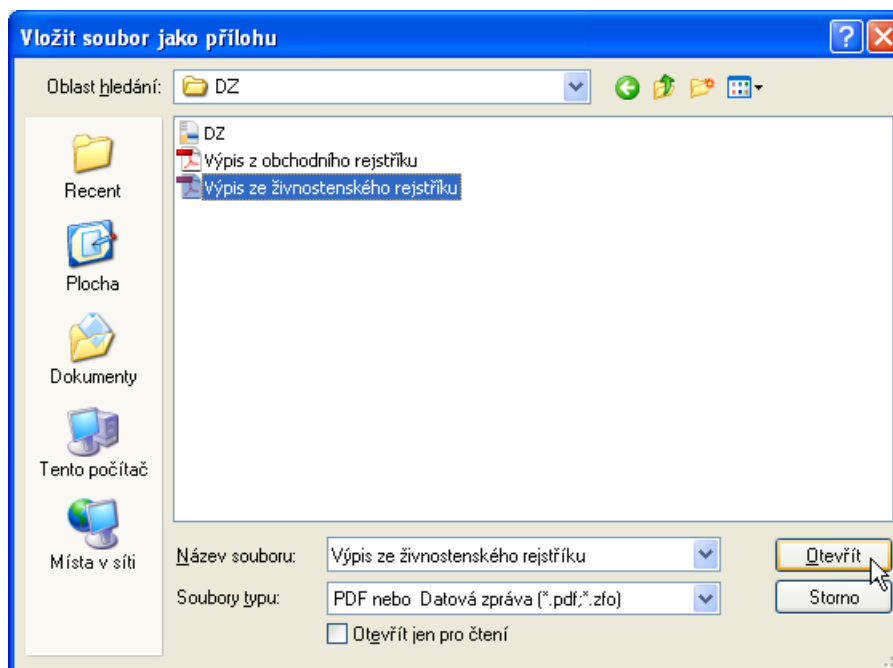 Vložit soubor jako přílohu
Oblast hledání: DZ
DZ
Výpis z obchodního rejstříku
Výpis ze živnostenského rejstříku
Recent
Plocha
Dokumenty
Tento počítač
Místa v síti
Název souboru: Výpis ze živnostenského rejstříku Otevřít
Soubory typu: PDF nebo Datová zpráva (*.pdf;*.zfo) Storno
Otevřít jen pro čtení